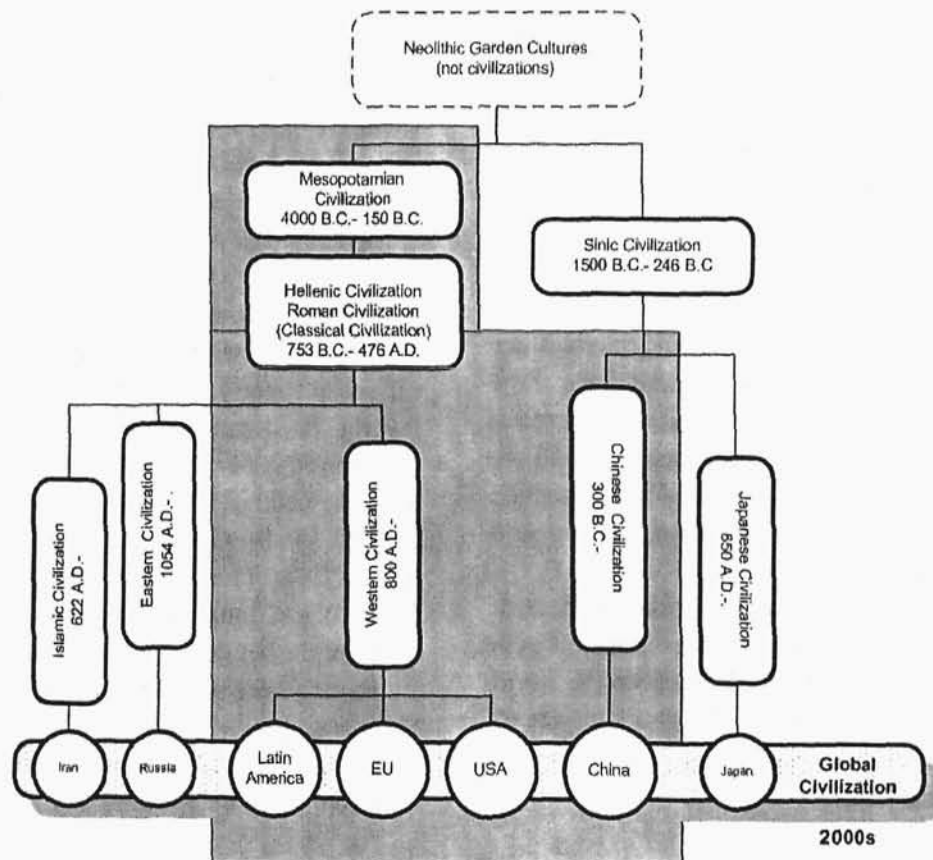 Neolithic Garden Cultures
(not civilizations)
Mesopotamian
Civilization
4000 B.C.- 150 B.C.
Sinic Civilization
1500 B.C.- 246 B.C
Hellenic Civilization
Roman Civilization
(Classical Civilization)
753 B.C.- 476 A.D.
Islamic Civilization
622 A.D.-
Eastern Civilization
1054 A.D.-.
Western Civilization
800 A.D.-
Chinese Civilization
300 B.C.-
Japanese Civilization
650 A.D.-.
Iran
Russia
Latin
America
EU
USA
China
Japan
Global
Civilization
2000s